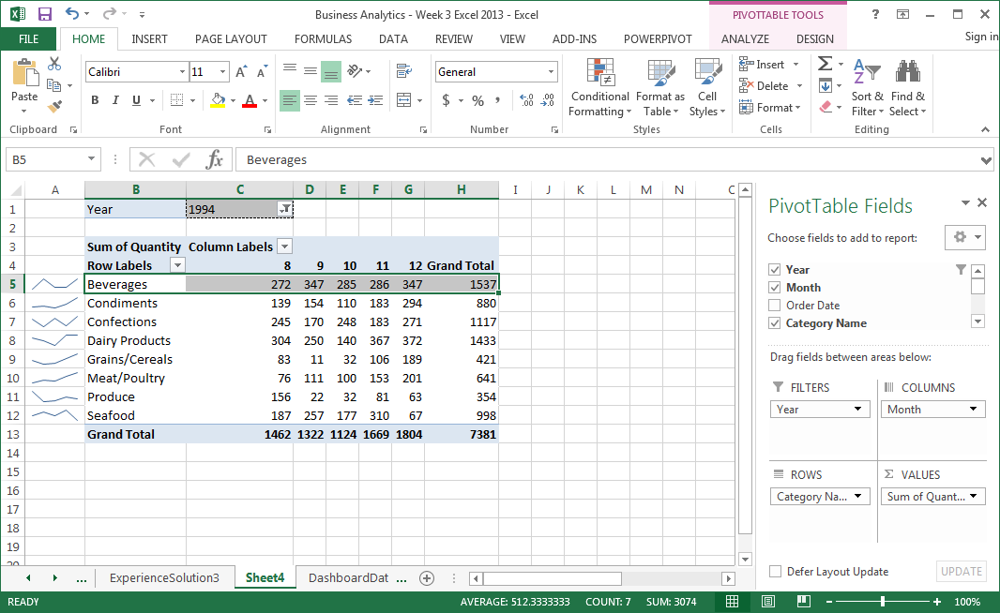 Business Analytics - Week 3 Excel 2013 - Excel
PIVOTTABLE TOOLS
FILE HOME INSERT PAGE LAYOUT FORMULAS DATA REVIEW VIEW ADD-INS POWERPIVOT ANALYZE DESIGN Sign in
Paste
Calibri 11
General
Conditional Formatting
Format as Table
Cell Styles
Insert
Delete
Format
Sort & Filter
Find & Select
B I U A
$ % ,
Clipboard Font Alignment Number Styles Cells Editing
B5 fx Beverages
A B C D E F G H I J K L M N C
1 Year 1994
2
3 Sum of Quantity Column Labels
4 Row Labels 8 9 10 11 12 Grand Total
5 Beverages 272 347 285 286 347 1537
6 Condiments 139 154 110 183 294 880
7 Confections 245 170 248 183 271 1117
8 Dairy Products 304 250 140 367 372 1433
9 Grains/Cereals 83 11 32 106 189 421
10 Meat/Poultry 76 111 100 153 201 641
11 Produce 156 22 32 81 63 354
12 Seafood 187 257 177 310 67 998
13 Grand Total 1462 1322 1124 1669 1804 7381
14
15
16
17
18
19
20
PivotTable Fields
Choose fields to add to report:
Year
Month
Order Date
Category Name
Drag fields between areas below:
FILTERS COLUMNS
Year Month
ROWS VALUES
Category Na... Sum of Quant...
Defer Layout Update UPDATE
... ExperienceSolution3 Sheet4 DashboardDat ...
READY AVERAGE: 512.3333333 COUNT: 7 SUM: 3074 100%